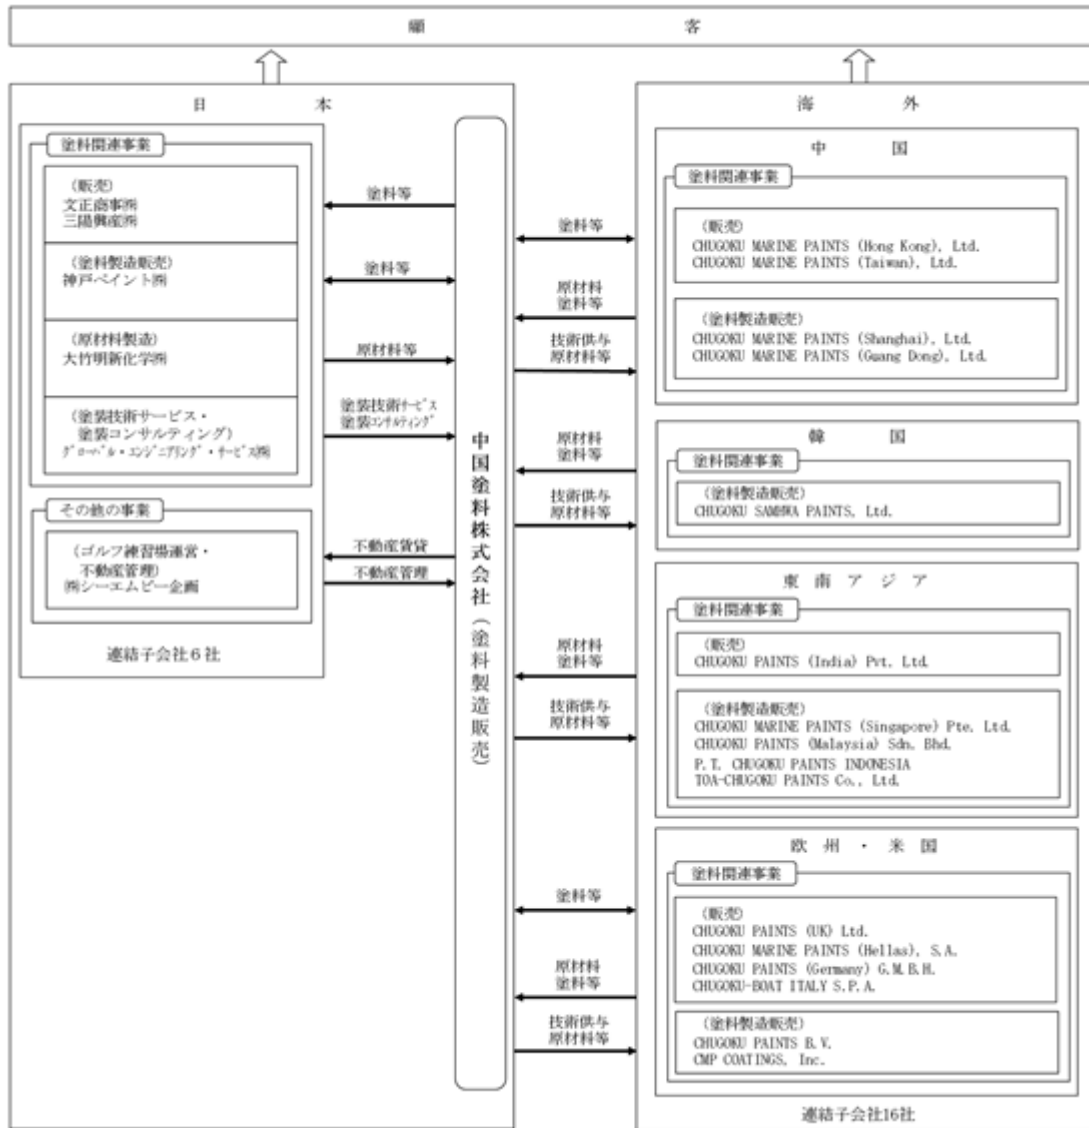 顧客
日本
塗料関連事業
(販売)
文正商事㈱
三陽興産㈱
(塗料製造販売)
神戸ペイント㈱
(原材料製造)
大竹明新化学㈱
(塗装技術サービス・
塗装コンサルティング)
グローバル・エンジニアリング・サービス㈱
その他の事業
(ゴルフ練習場運営・
不動産管理)
㈱シーエムピー企画
連結子会社6社
塗料等
塗料等
原材料等
塗装技術サービス
塗装コンサルティング
不動産賃貸
不動産管理
中国塗料株式会社(塗料製造販売)
塗料等
原材料
塗料等
技術供与
原材料等
原材料
塗料等
技術供与
原材料等
原材料
塗料等
技術供与
原材料等
塗料等
原材料
塗料等
技術供与
原材料等
海外
中国
塗料関連事業
(販売)
CHUGOKU MARINE PAINTS (Hong Kong), Ltd.
CHUGOKU MARINE PAINTS (Taiwan), Ltd.
(塗料製造販売)
CHUGOKU MARINE PAINTS (Shanghai), Ltd.
CHUGOKU MARINE PAINTS (Guang Dong), Ltd.
韓国
塗料関連事業
(塗料製造販売)
CHUGOKU SAMHWA PAINTS, Ltd.
東南アジア
塗料関連事業
(販売)
CHUGOKU PAINTS (India) Pvt. Ltd.
(塗料製造販売)
CHUGOKU MARINE PAINTS (Singapore) Pte. Ltd.
CHUGOKU PAINTS (Malaysia) Sdn. Bhd.
P.T. CHUGOKU PAINTS INDONESIA
TOA-CHUGOKU PAINTS Co., Ltd.
欧州・米国
塗料関連事業
(販売)
CHUGOKU PAINTS (UK) Ltd.
CHUGOKU MARINE PAINTS (Hellas), S.A.
CHUGOKU PAINTS (Germany) G.M.B.H.
CHUGOKU-BOAT ITALY S.P.A.
(塗料製造販売)
CHUGOKU PAINTS B.V.
CMP COATINGS, Inc.
連結子会社16社